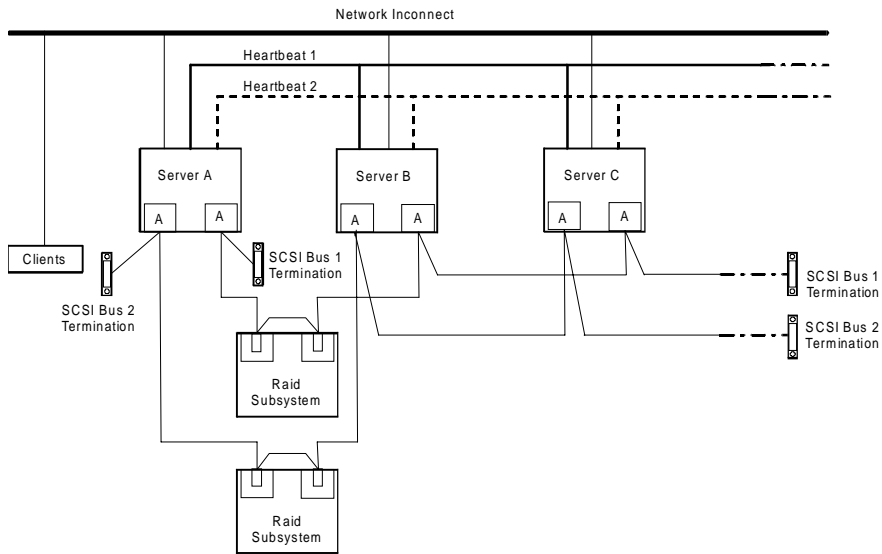 Network Inconnect
Heartbeat 1
Heartbeat 2
Server A
Server B
Server C
A
A
A
A
A
A
Clients
SCSI Bus 2
Termination
SCSI Bus 1
Termination
SCSI Bus 1
Termination
SCSI Bus 2
Termination
Raid
Subsystem
Raid
Subsystem